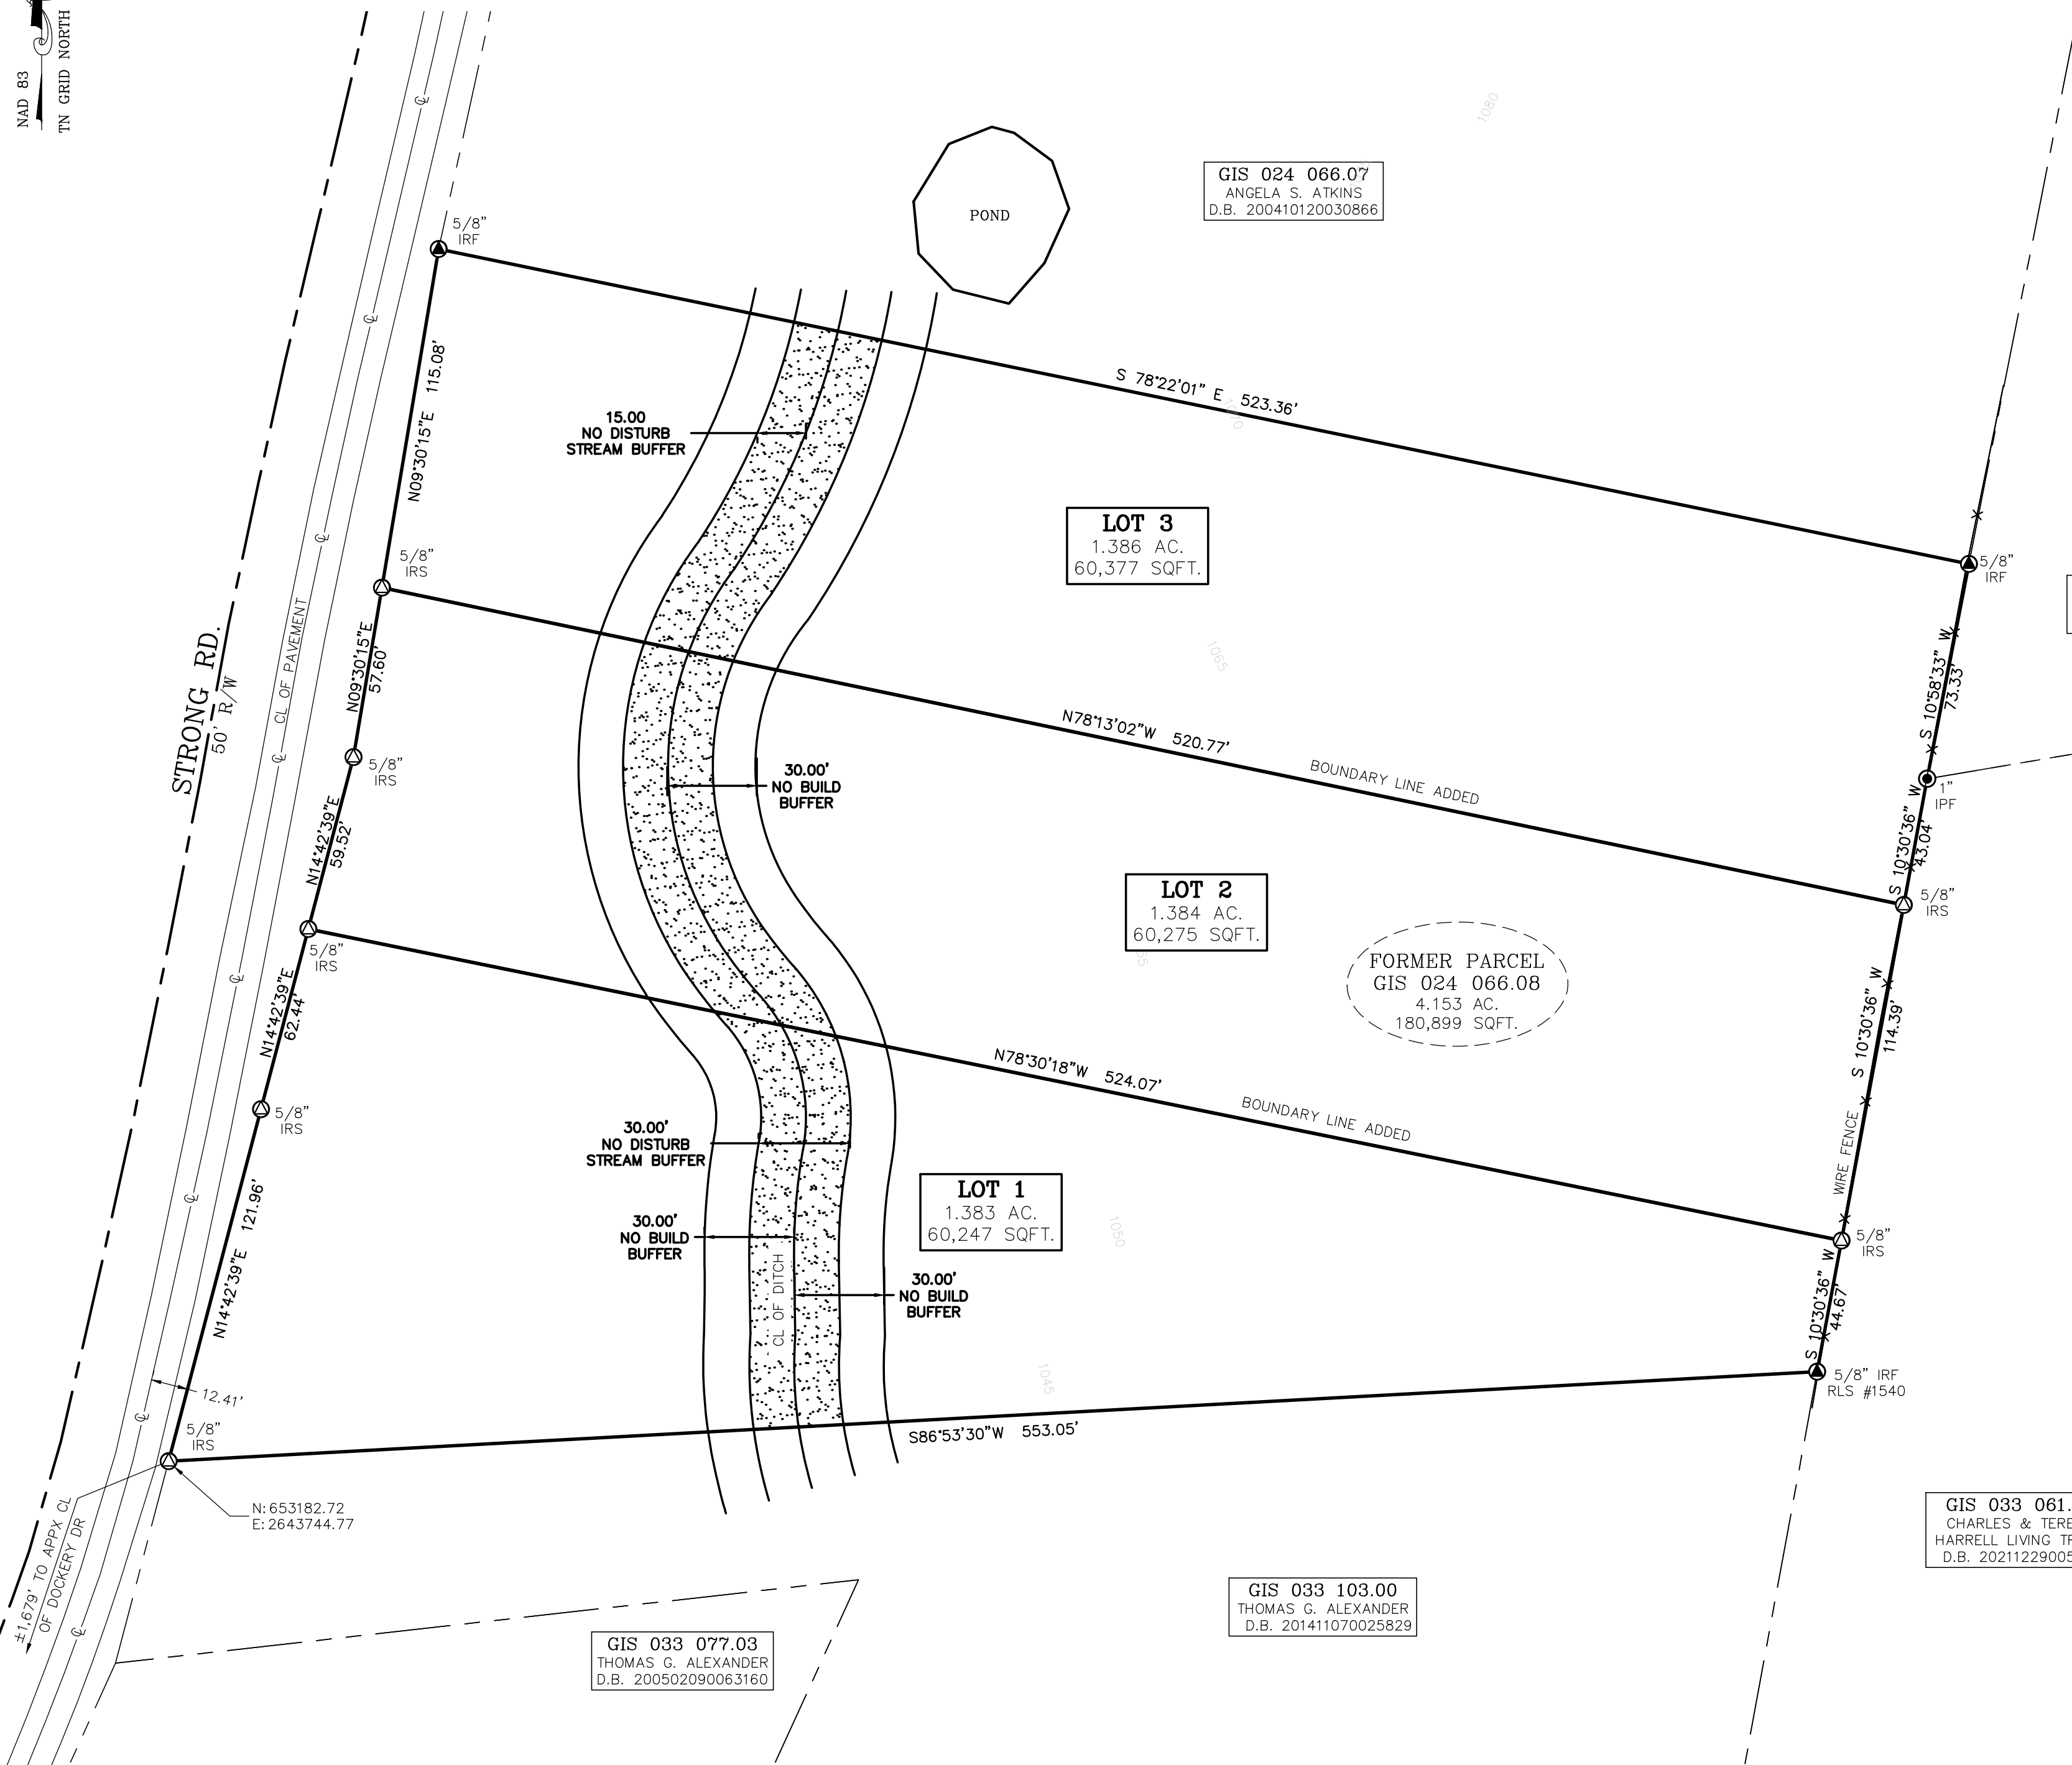 NAD 83
TN GRID NORTH
1080
GIS 024 066.07
ANGELA S. ATKINS
D.B. 200410120030866
POND
5/8"
IRF
S 78°22'01" E 523.36'
N09°30'15"E 115.08'
15.00
NO DISTURB
STREAM BUFFER
LOT 3
1.386 AC.
60,377 SQFT.
5/8"
IRF
5/8"
IRS
STRONG RD.
50' R/W
CL OF PAVEMENT
N09°30'15"E
57.60'
1065
S 10°58'33" W
73.33'
N78°13'02"W 520.77'
BOUNDARY LINE ADDED
5/8"
IRS
30.00'
NO BUILD
BUFFER
1"
IPF
N14°42'39"E
59.52'
S 10°30'36" W
43.04'
LOT 2
1.384 AC.
60,275 SQFT.
5/8"
IRS
5/8"
IRS
FORMER PARCEL
GIS 024 066.08
4.153 AC.
180,899 SQFT.
N14°42'39"E
62.44'
S 10°30'36" W
114.39'
N78°30'18"W 524.07'
BOUNDARY LINE ADDED
5/8"
IRS
WIRE FENCE
30.00'
NO DISTURB
STREAM BUFFER
LOT 1
1.383 AC.
60,247 SQFT.
N14°42'39"E 121.96'
30.00'
NO BUILD
BUFFER
1050
5/8"
IRS
CL OF DITCH
30.00'
NO BUILD
BUFFER
S 10°30'36" W
44.67'
12.41'
1045
5/8" IRF
RLS #1540
5/8"
IRS
S86°53'30"W 553.05'
N: 653182.72
E: 2643744.77
±1,679' TO APPX CL
OF DOCKERY DR
GIS 033 061.
CHARLES & TERE
HARRELL LIVING TR
D.B. 2021122900
GIS 033 103.00
THOMAS G. ALEXANDER
D.B. 201411070025829
GIS 033 077.03
THOMAS G. ALEXANDER
D.B. 200502090063160